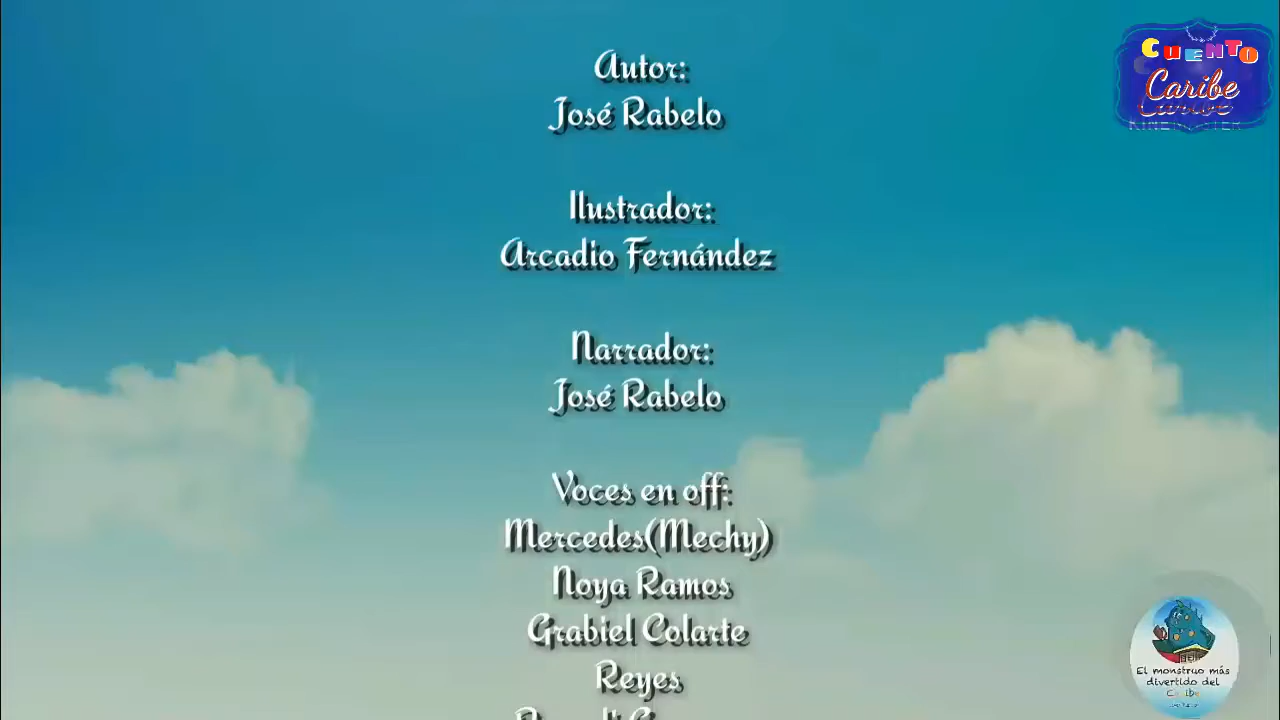 CUENTO
Caribe
KINEMASTER
Autor:
José Rabelo
Ilustrador:
Arcadio Fernández
Narrador:
José Rabelo
Voces en off:
Mercedes(Mechy)
Noya Ramos
Grabiel Colarte
Reyes
El monstruo más
divertido del
Caribe